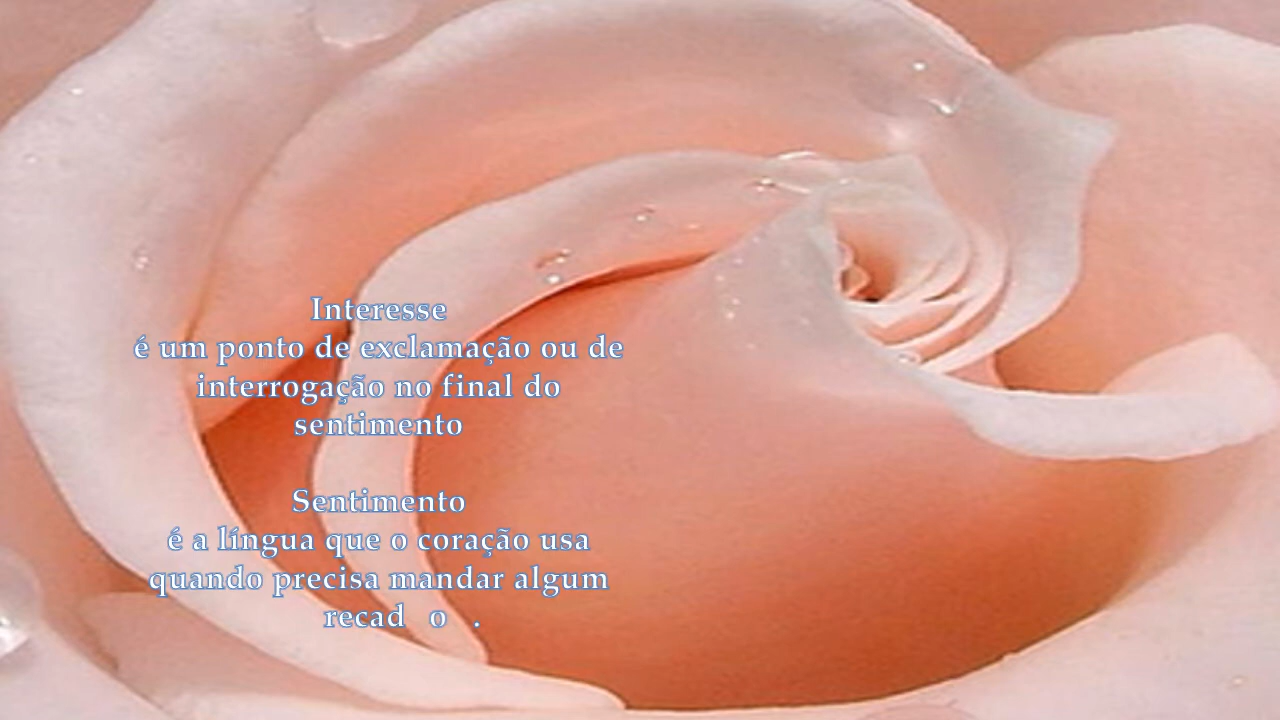 Interesse
é um ponto de exclamação ou de
interrogação no final do
sentimento
Sentimento
é a língua que o coração usa
quando precisa mandar algum
recad o .